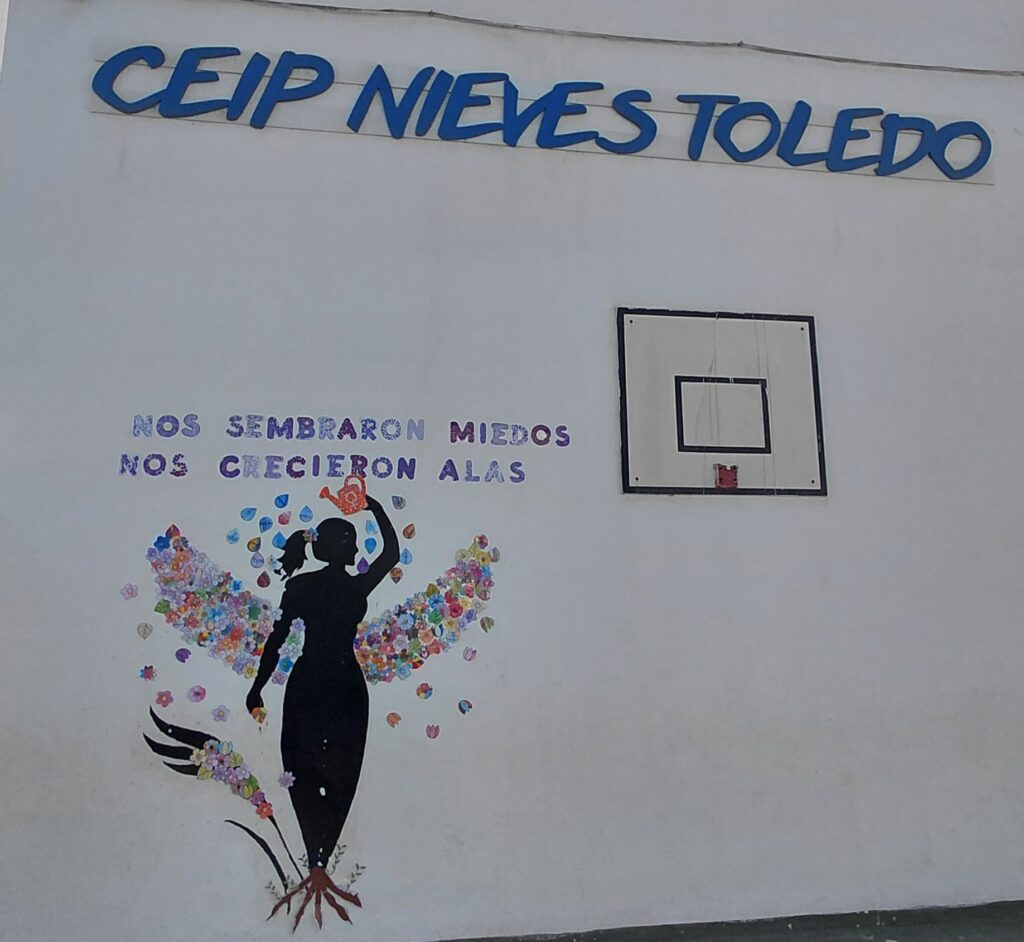 CEIP NIEVES TOLEDO
NOS SEMBRARON MIEDOS
NOS CRECIERON ALAS